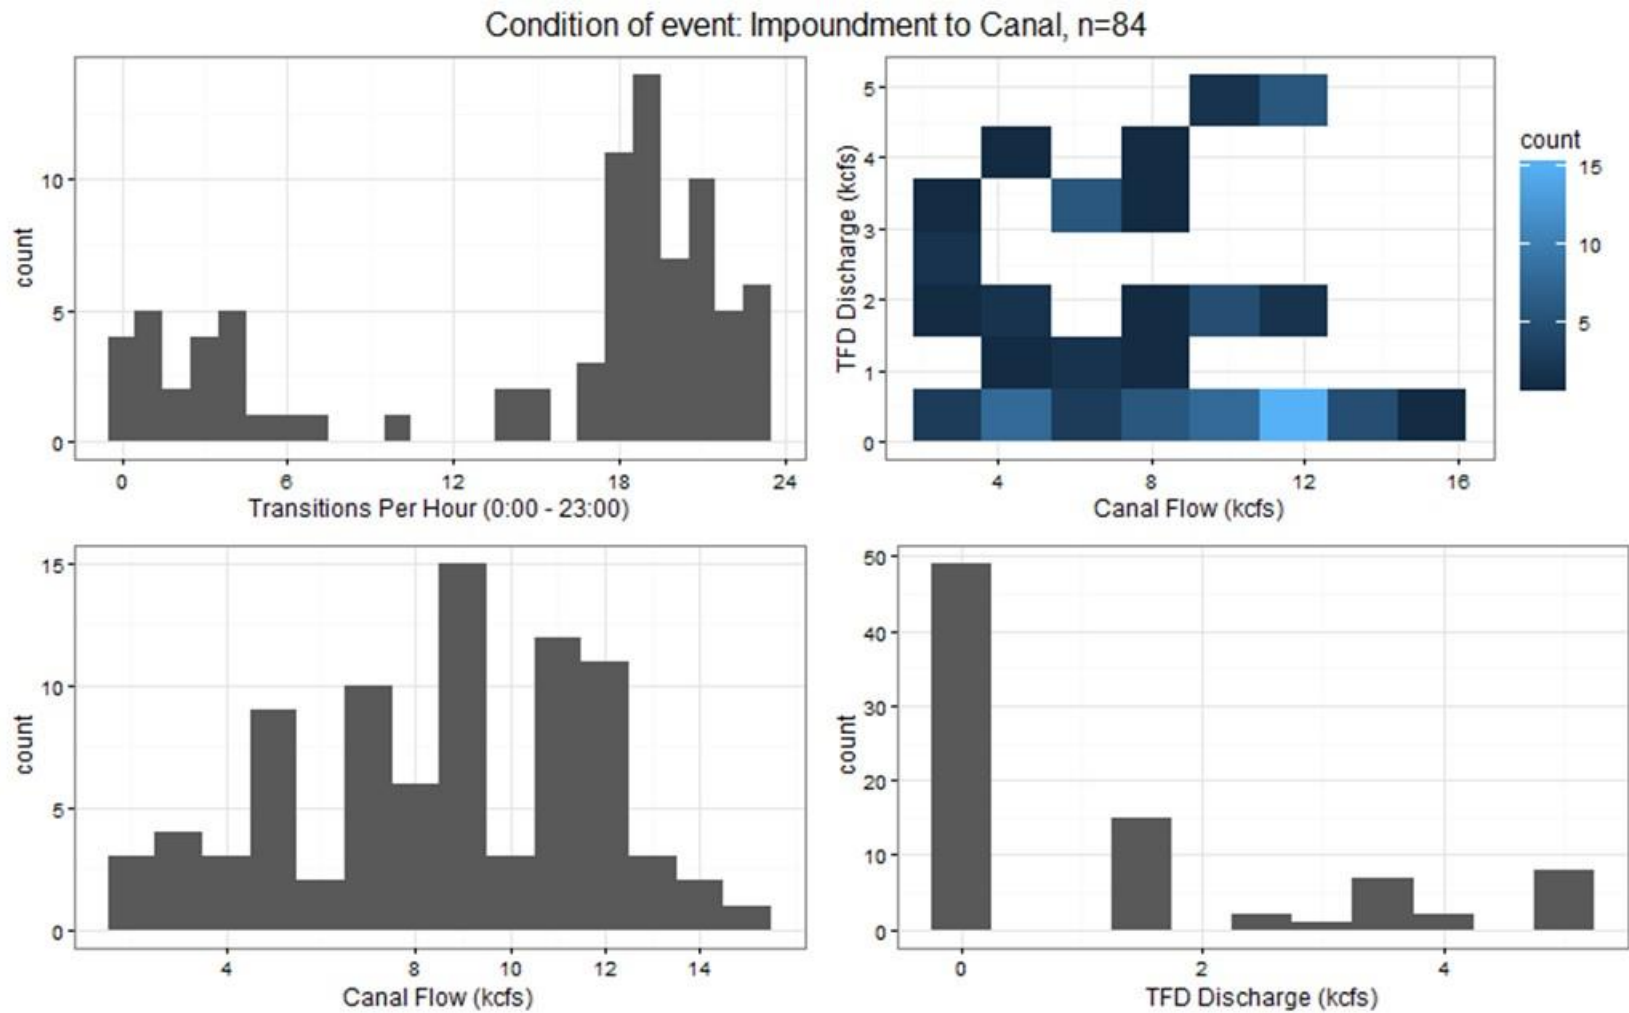 Condition of event: Impoundment to Canal, n=84
count
10
5
0
0 6 12 18 24
Transitions Per Hour (0:00 - 23:00)
TFD Discharge (kcfs)
5
4
3
2
1
0
4 8 12 16
Canal Flow (kcfs)
count
15
10
5
count
15
10
5
0
4 8 10 12 14
Canal Flow (kcfs)
count
50
40
30
20
10
0
0 2 4
TFD Discharge (kcfs)